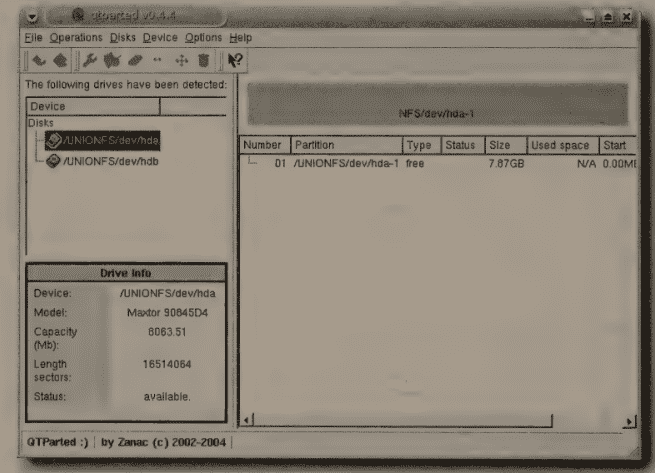 qtparted v0.4.4
File Operations Disks Device Options Help
The following drives have been detected:
Device
Disks
/UNIONFS/dev/hda
/UNIONFS/dev/hdb
NFS/dev/hda-1
Number Partition Type Status Size Used space Start
01 /UNIONFS/dev/hda-1 free 7.87GB N/A 0.00MB
Drive Info
Device: /UNIONFS/dev/hda
Model: Maxtor 90845D4
Capacity (Mb): 8063.51
Length sectors: 16514064
Status: available.
QTParted :) by Zanac (c) 2002-2004